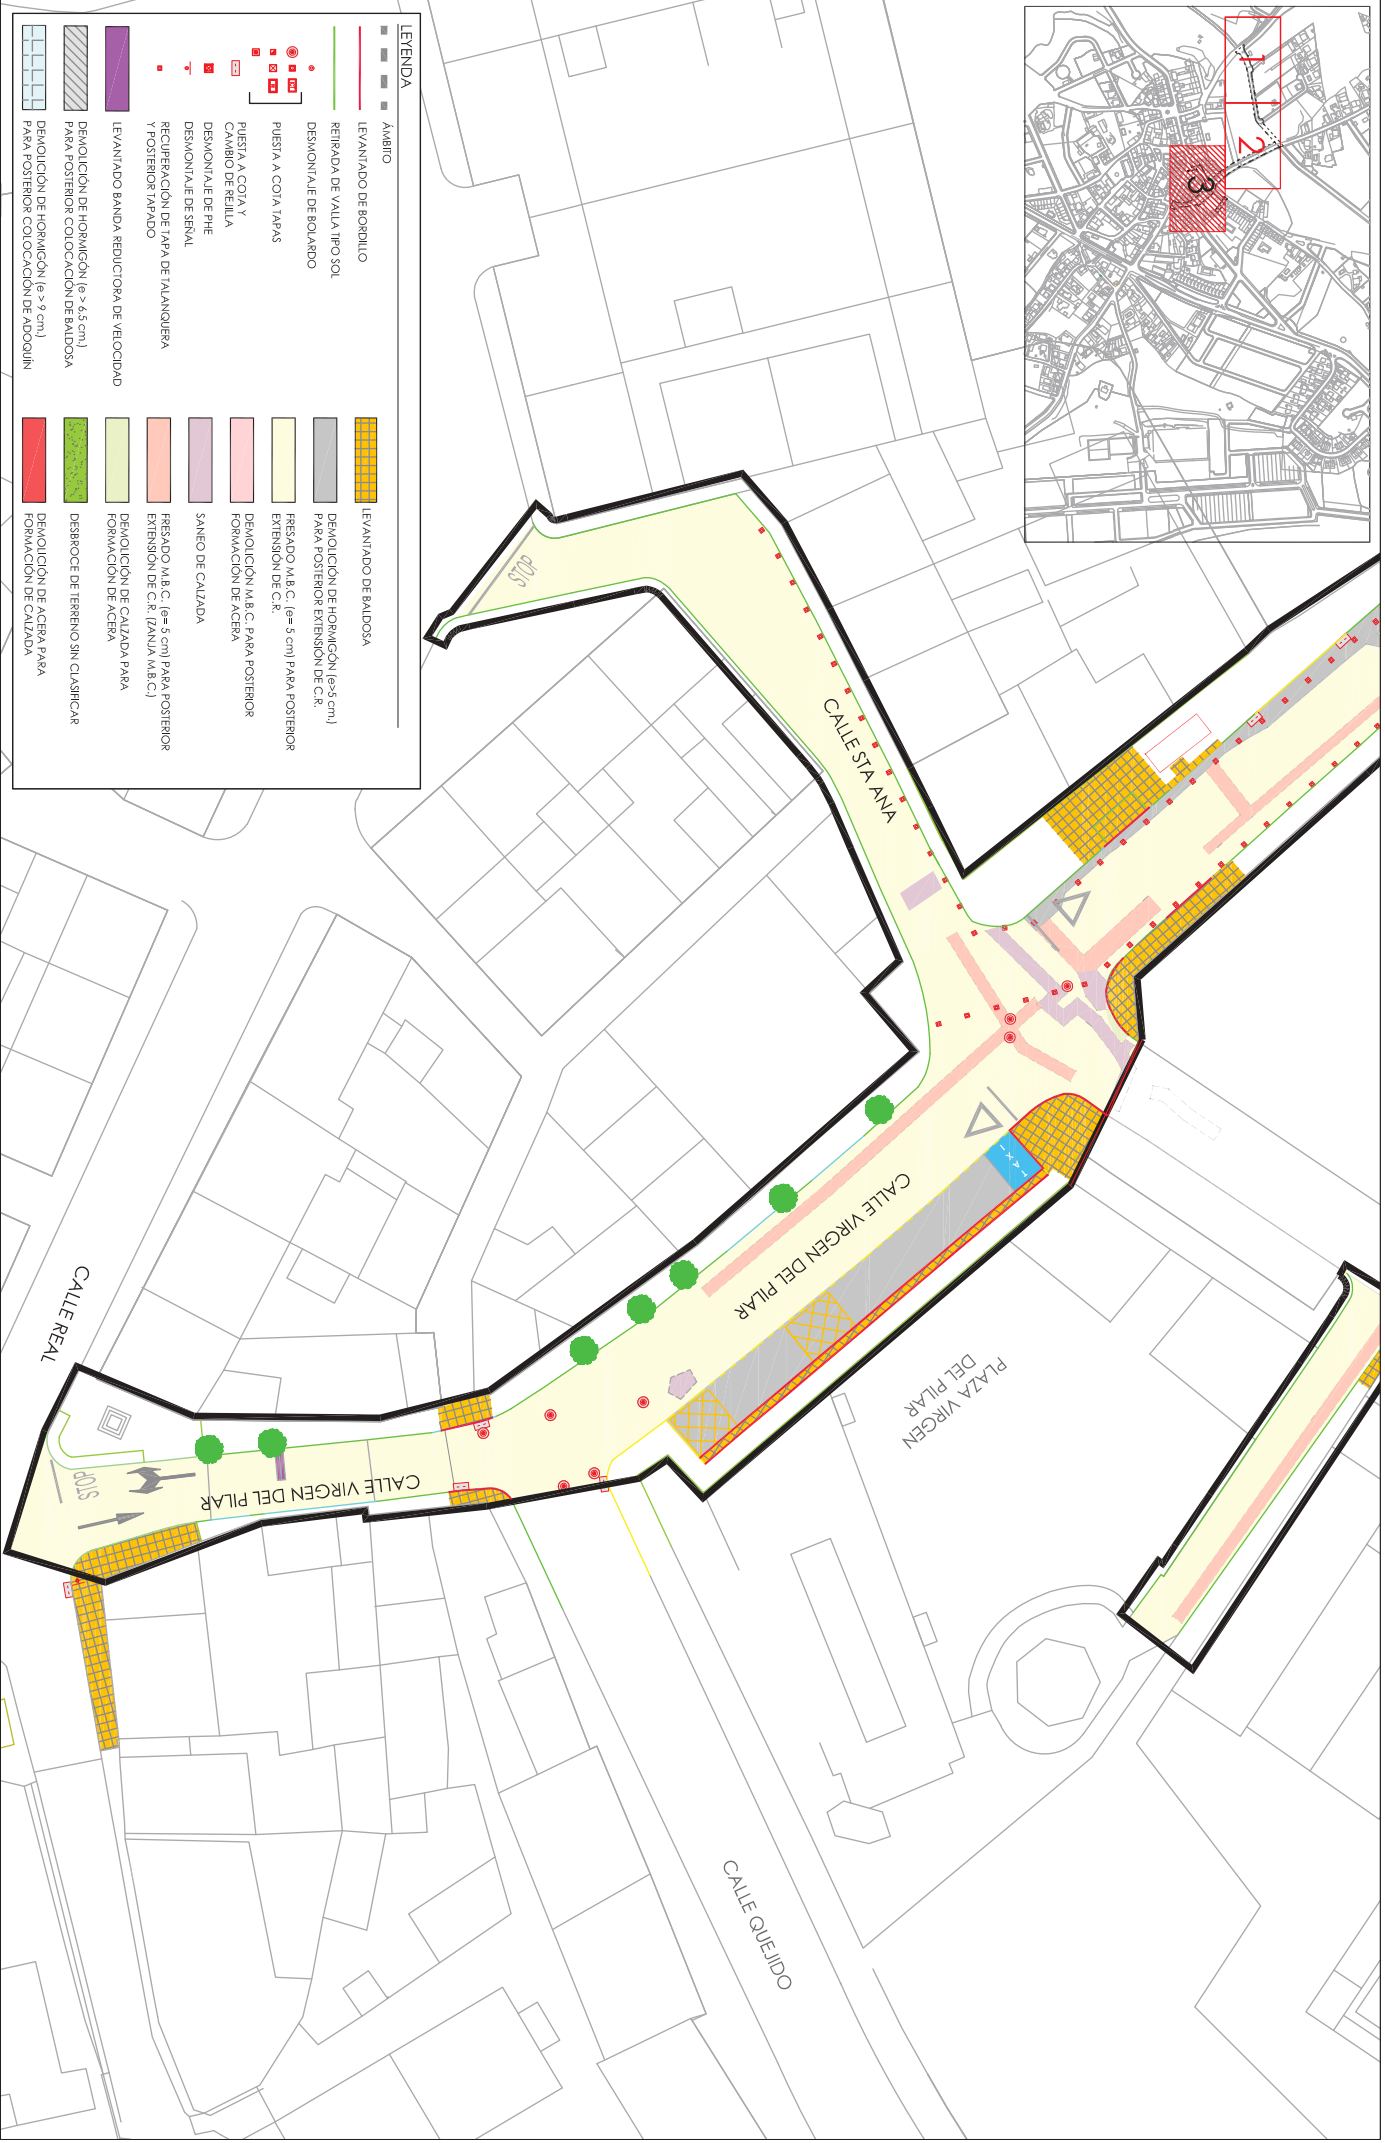 LEYENDA
ÁMBITO
LEVANTADO DE BORDILLO
RETIRADA DE VALLA TIPO SOL
DESMONTAJE DE BOLARDO
PUESTA A COTA TAPAS
PUESTA A COTA Y
CAMBIO DE REJILLA
DESMONTAJE DE PHE
DESMONTAJE DE SEÑAL
RECUPERACIÓN DE TAPA DE TALANQUERA
Y POSTERIOR TAPADO
LEVANTADO BANDA REDUCTORA DE VELOCIDAD
DEMOLICIÓN DE HORMIGÓN (e > 6.5 cm.)
PARA POSTERIOR COLOCACIÓN DE BALDOSA
DEMOLICIÓN DE HORMIGÓN (e > 9 cm.)
PARA POSTERIOR COLOCACIÓN DE ADOQUÍN
LEVANTADO DE BALDOSA
DEMOLICIÓN DE HORMIGÓN (e>5 cm.)
PARA POSTERIOR EXTENSIÓN DE C.R.
FRESADO M.B.C. (e= 5 cm) PARA POSTERIOR
EXTENSIÓN DE C.R.
DEMOLICIÓN M.B.C. PARA POSTERIOR
FORMACIÓN DE ACERA
SANEO DE CALZADA
FRESADO M.B.C. (e= 5 cm) PARA POSTERIOR
EXTENSIÓN DE C.R. (ZANJA M.B.C.)
DEMOLICIÓN DE CALZADA PARA
FORMACIÓN DE ACERA
DESBROCE DE TERRENO SIN CLASIFICAR
DEMOLICIÓN DE ACERA PARA
FORMACIÓN DE CALZADA
1
2
3
STOP
CALLE STA ANA
TAXI
CALLE VIRGEN DEL PILAR
PLAZA VIRGEN
DEL PILAR
CALLE REAL
STOP
CALLE VIRGEN DEL PILAR
CALLE QUEJIDO